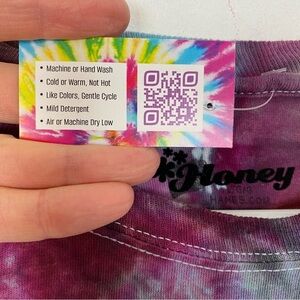 • Machine or Hand Wash
• Cold or Warm, Not Hot
• Like Colors, Gentle Cycle
• Mild Detergent
• Air or Machine Dry Low
Honey